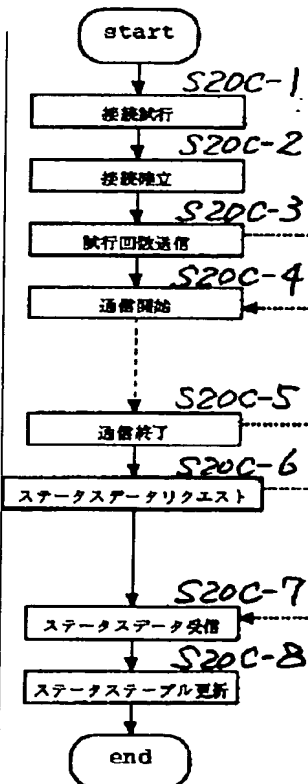 start
S20C-1
接続試行
S20C-2
接続確立
S20C-3
試行回数送信
S20C-4
通信開始
S20C-5
通信終了
S20C-6
ステータスデータリクエスト
S20C-7
ステータスデータ受信
S20C-8
ステータステーブル更新
end